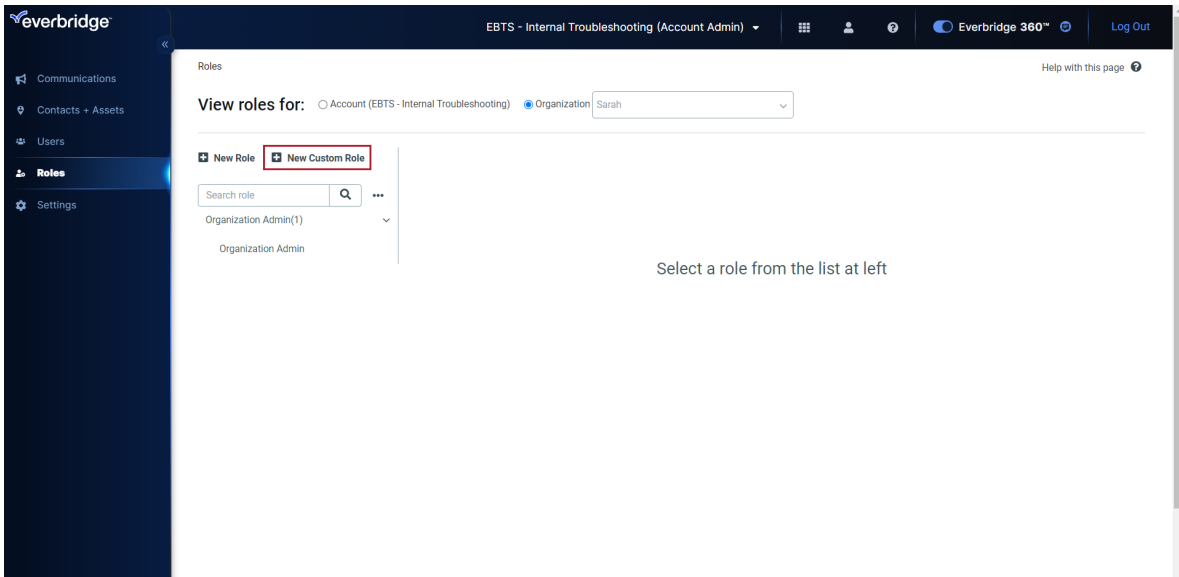 everbridge
EBTS - Internal Troubleshooting (Account Admin)
Everbridge 360™
Log Out
Communications
Contacts + Assets
Users
Roles
Settings
Roles
Help with this page
View roles for:
Account (EBTS - Internal Troubleshooting)
Organization
Sarah
New Role
New Custom Role
Search role
Organization Admin(1)
Organization Admin
Select a role from the list at left